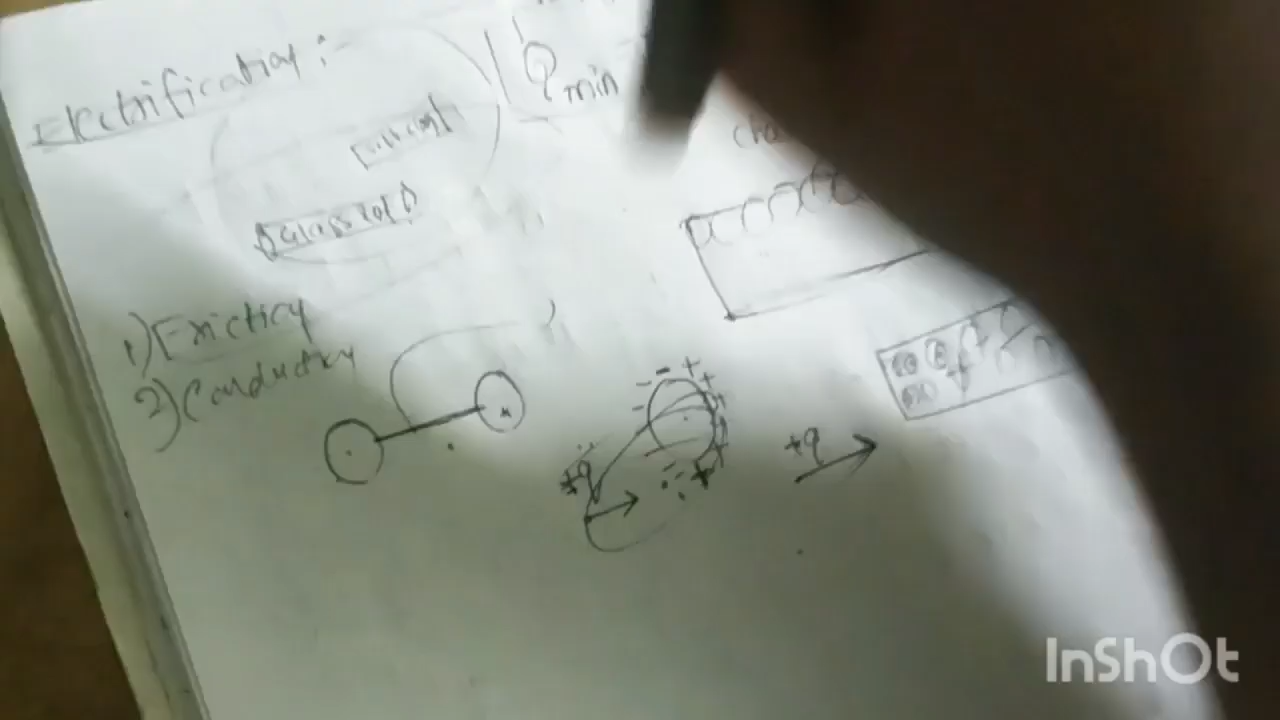 Electrification :-
Q min
Glass rod
1) Friction
2) Conduction
+q
+q
InShOt